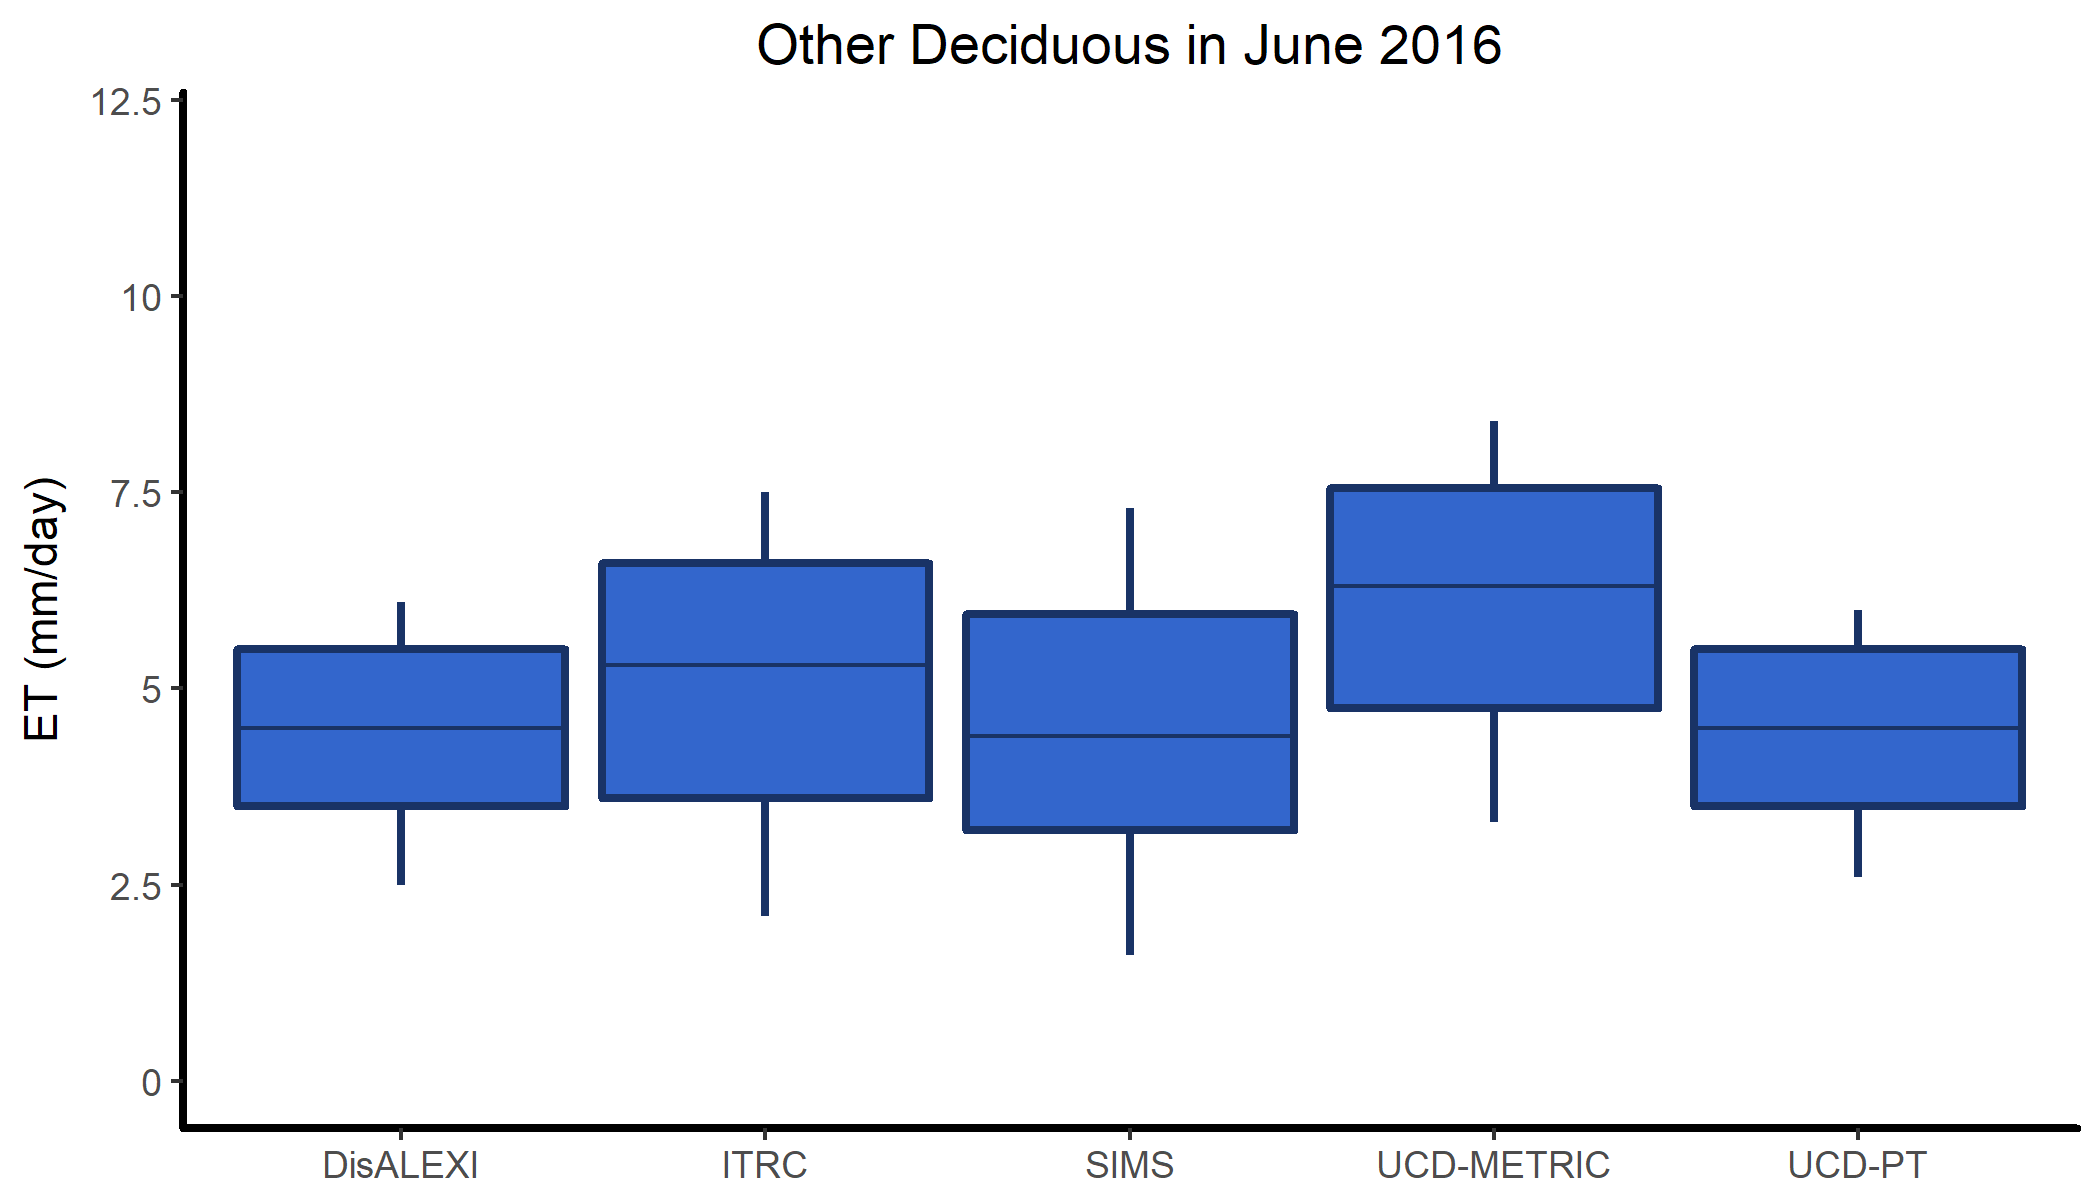 Other Deciduous in June 2016
12.5
10
7.5
5
2.5
0
ET (mm/day)
DisALEXI
ITRC
SIMS
UCD-METRIC
UCD-PT